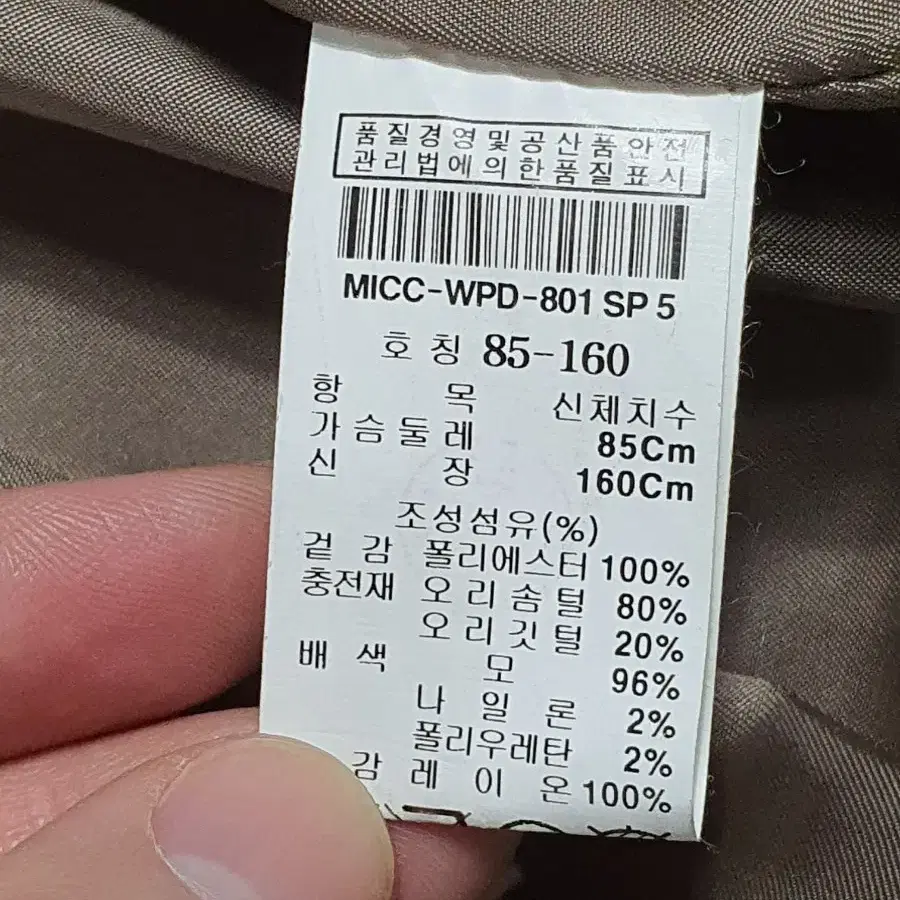 품질경영및공산품안전
관리법에의한품질표시
MICC-WPD-801 SP 5
호칭 85-160
항 목 신체치수
가슴둘레 85Cm
신 장 160Cm
조성섬유(%)
겉 감 폴리에스터 100%
충전재 오리솜털 80%
오리깃털 20%
배 색 모 96%
나 일 론 2%
폴리우레탄 2%
감 레 이 온 100%